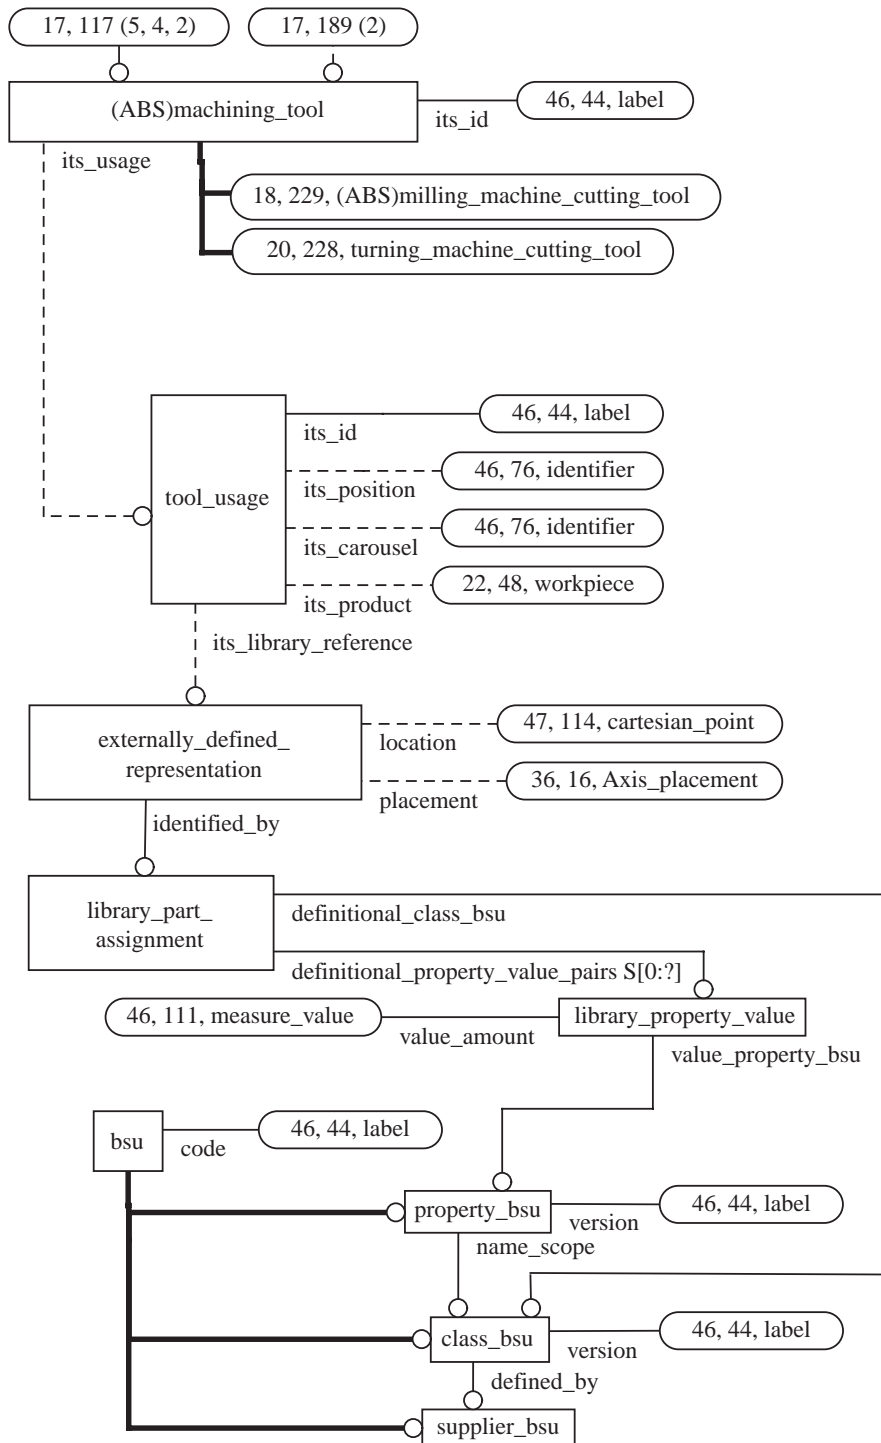 17, 117 (5, 4, 2)
17, 189 (2)
(ABS)machining_tool
its_id
46, 44, label
its_usage
18, 229, (ABS)milling_machine_cutting_tool
20, 228, turning_machine_cutting_tool
tool_usage
its_id
46, 44, label
its_position
46, 76, identifier
its_carousel
46, 76, identifier
its_product
22, 48, workpiece
its_library_reference
externally_defined_
representation
location
47, 114, cartesian_point
placement
36, 16, Axis_placement
identified_by
library_part_
assignment
definitional_class_bsu
definitional_property_value_pairs S[0:?]
46, 111, measure_value
value_amount
library_property_value
value_property_bsu
bsu
code
46, 44, label
property_bsu
version
46, 44, label
name_scope
class_bsu
version
46, 44, label
defined_by
supplier_bsu